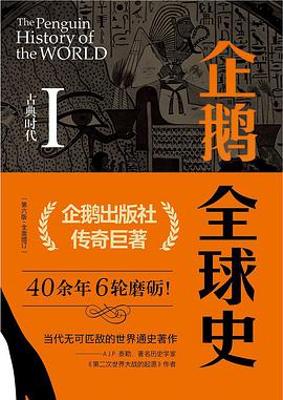 The Penguin
History of
the WORLD
企鹅全球史
I
古典时代
【第六版·全面修订】
企鹅出版社
传奇巨著
40余年6轮磨砺!
当代无可匹敌的世界通史著作
——A.J.P. 泰勒,著名历史学家
《第二次世界大战的起源》作者